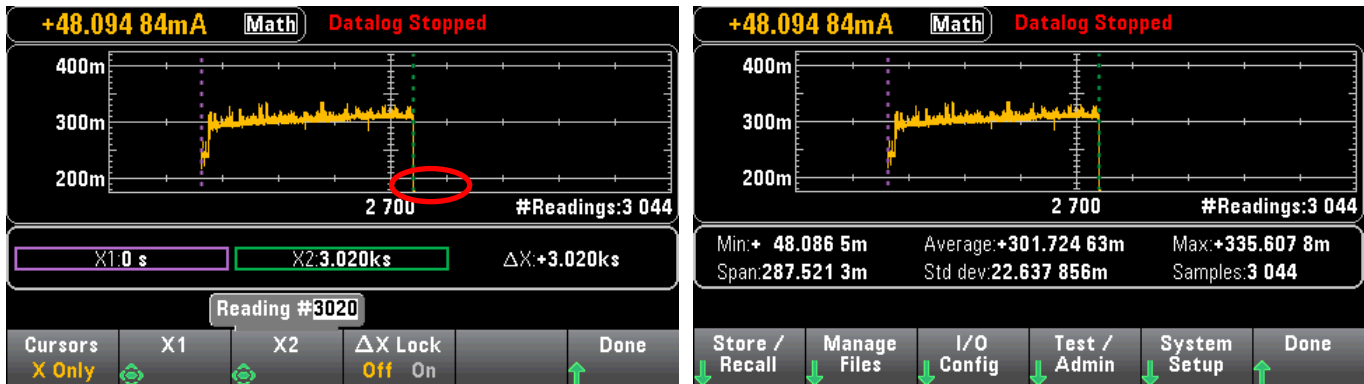 +48.094 84mA Math Datalog Stopped
400m
300m
200m
2 700 #Readings:3 044
X1:0 s X2:3.020ks ΔX:+3.020ks
Reading #3020
Cursors X1 X2 ΔX Lock Done
X Only Off On
+48.094 84mA Math Datalog Stopped
400m
300m
200m
2 700 #Readings:3 044
Min:+ 48.086 5m Average:+301.724 63m Max:+335.607 8m
Span:287.521 3m Std dev:22.637 856m Samples:3 044
Store / Manage I/O Test / System Done
Recall Files Config Admin Setup